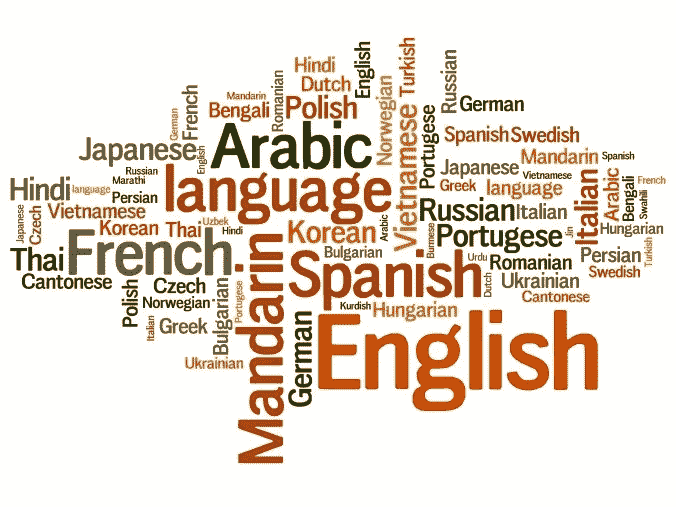 English
Turkish
Russian
Hindi
Dutch
Romanian
Norwegian
Mandarin
French
German
Bengali
Polish
German
Portugese
Vietnamese
Spanish
Swedish
Japanese
English
Arabic
Mandarin
Spanish
Japanese
Vietnamese
Russian
Marathi
language
Greek
language
Italian
Arabic
Bengali
Swahili
French
Hindi
language
Persian
Japanese
Czech
Vietnamese
Uzbek
Hindi
Korean
Thai
Korean
Arabic
Russian
Italian
Jin
Hungarian
Thai
French
Mandarin
Bulgarian
Burmese
Portugese
Urdu
Romanian
Persian
Turkish
Swedish
Cantonese
Polish
Czech
Norwegian
Bulgarian
Portugese
Spanish
Dutch
Ukrainian
Cantonese
Italian
Greek
German
Kurdish
Hungarian
English
Ukrainian